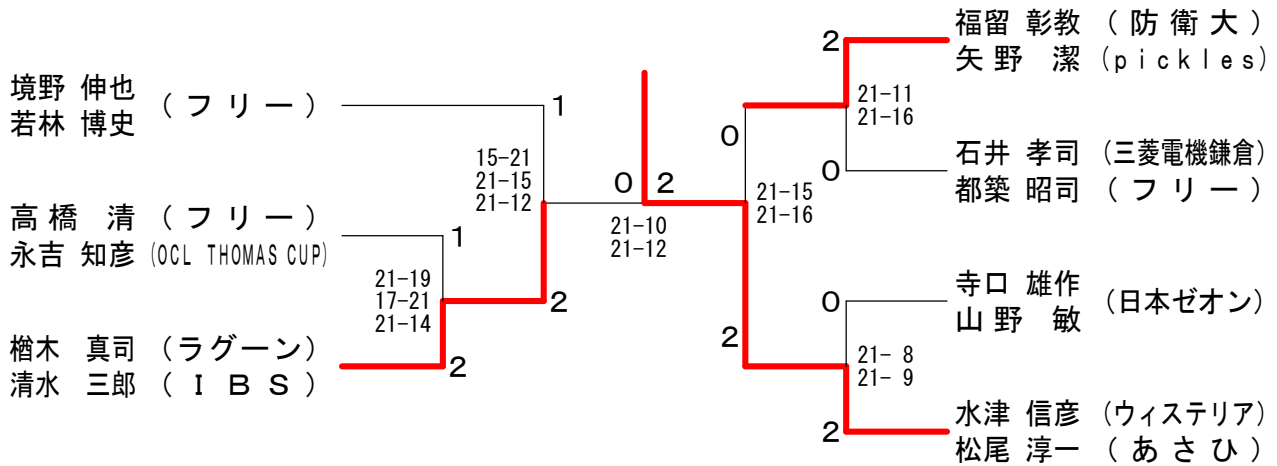 境野 伸也 (フリー)
若林 博史
1
15-21
21-15
21-12
高橋 清 (フリー)
永吉 知彦 (OCL THOMAS CUP)
1
21-19
17-21
21-14
2
楢木 真司 (ラグーン)
清水 三郎 (IBS)
2
0 2
21-10
21-12
福留 彰教 (防衛大)
矢野 潔 (pickles)
2
21-11
21-16
0
石井 孝司 (三菱電機鎌倉)
都築 昭司 (フリー)
0
21-15
21-16
寺口 雄作 (日本ゼオン)
山野 敏
0
2
21- 8
21- 9
水津 信彦 (ウィステリア)
松尾 淳一 (あさひ)
2